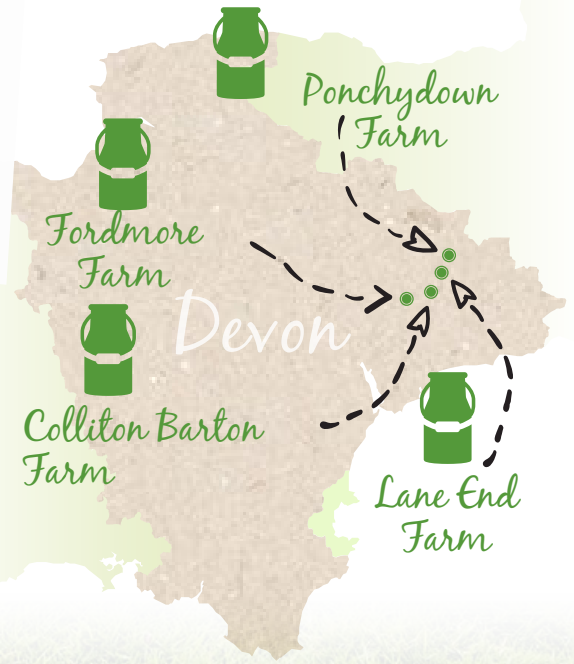 Ponchydown
Farm
Fordmore
Farm
Devon
Colliton Barton
Farm
Lane End
Farm